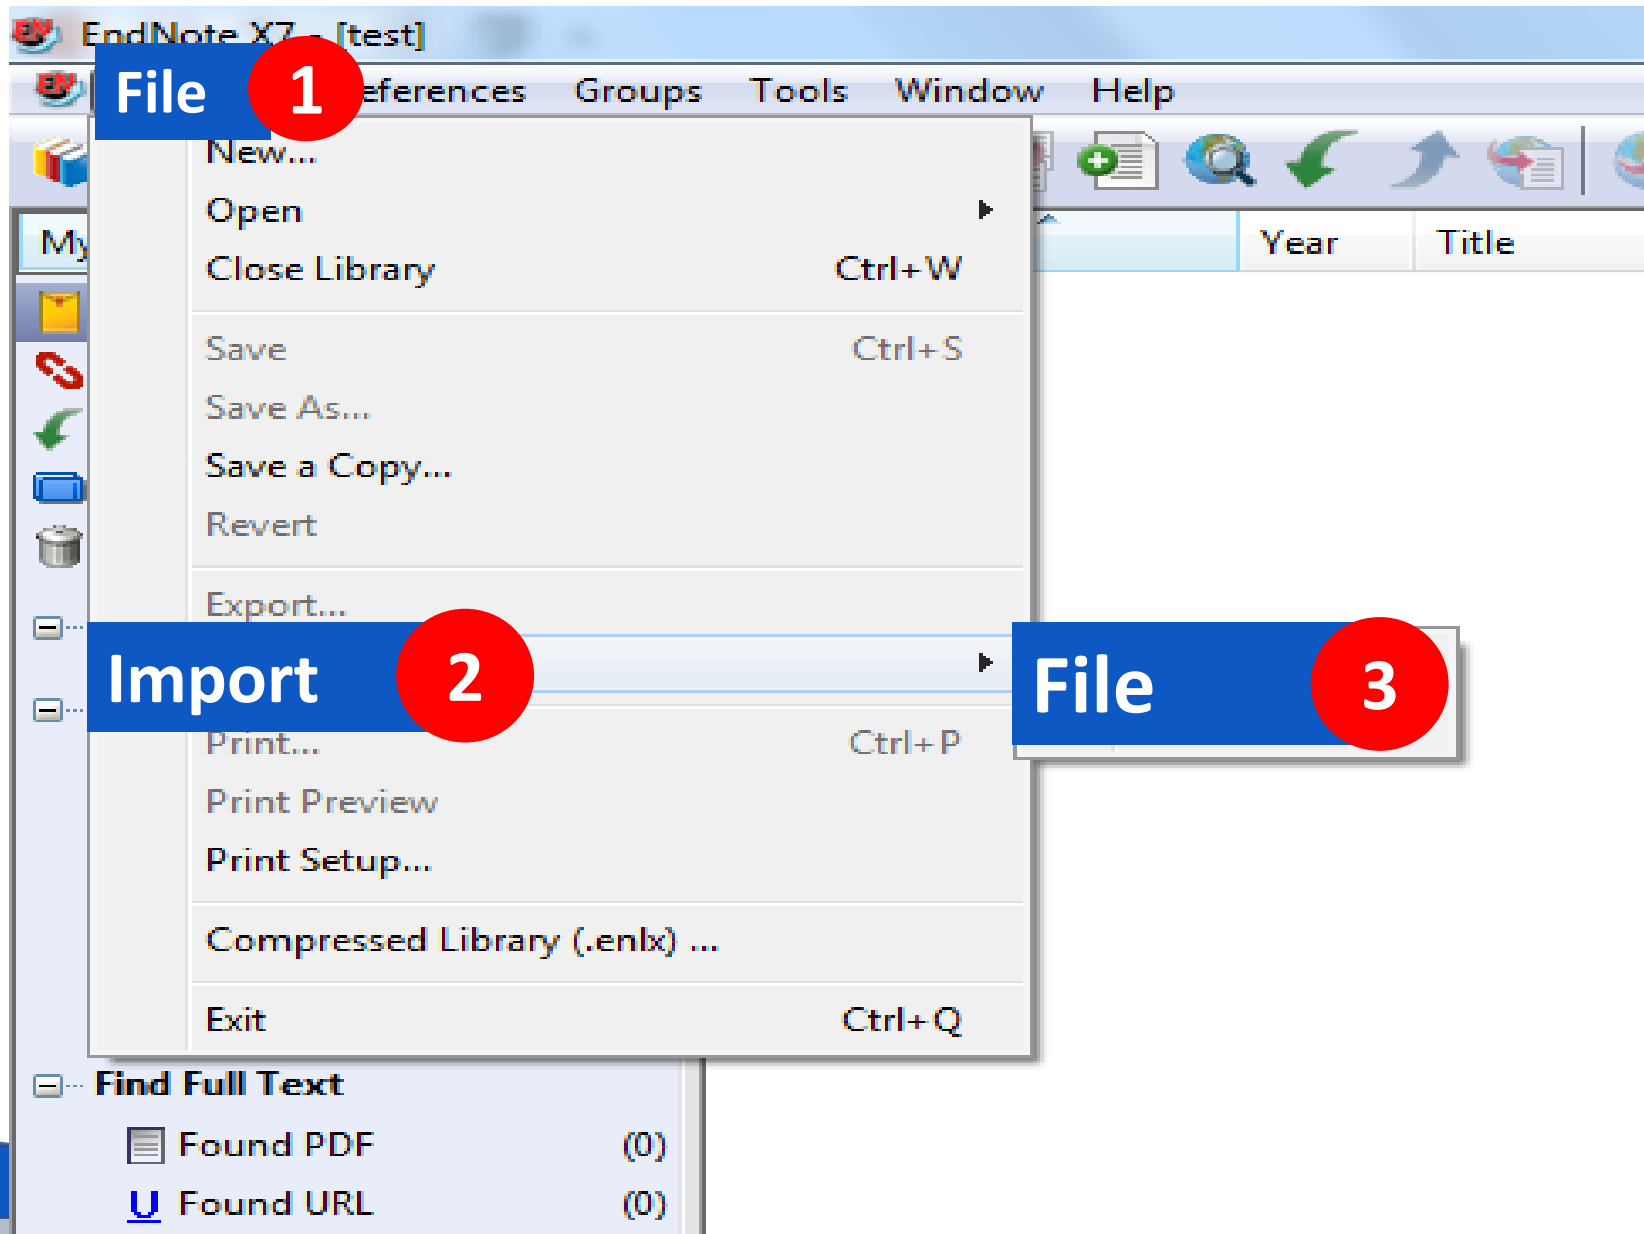 EndNote X7 - [test]
File 1 eferences Groups Tools Window Help
New...
Open
Close Library Ctrl+W
My
Year Title
Save Ctrl+S
Save As...
Save a Copy...
Revert
Export...
Import 2 File 3
Print... Ctrl+P
Print Preview
Print Setup...
Compressed Library (.enlx) ...
Exit Ctrl+Q
Find Full Text
Found PDF (0)
U Found URL (0)